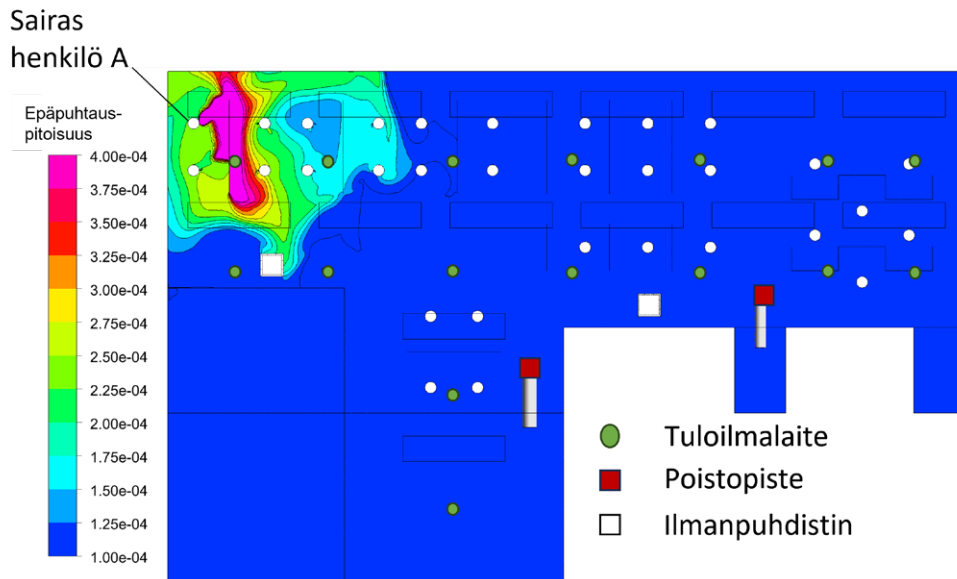 Sairas
henkilö A
Epäpuhtaus-
pitoisuus
4.00e-04
3.75e-04
3.50e-04
3.25e-04
3.00e-04
2.75e-04
2.50e-04
2.25e-04
2.00e-04
1.75e-04
1.50e-04
1.25e-04
1.00e-04
Tuloilmalaite
Poistopiste
Ilmanpuhdistin